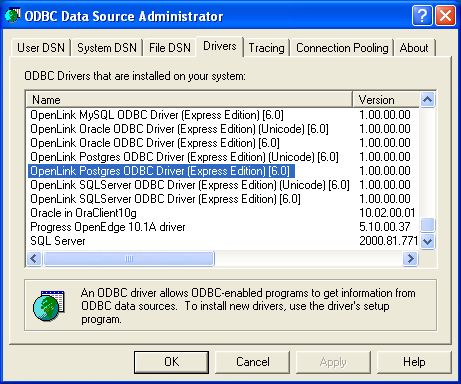 ODBC Data Source Administrator
User DSN System DSN File DSN Drivers Tracing Connection Pooling About
ODBC Drivers that are installed on your system:
Name Version
OpenLink MySQL ODBC Driver (Express Edition) [6.0] 1.00.00.00
OpenLink Oracle ODBC Driver (Express Edition) (Unicode) [6.0] 1.00.00.00
OpenLink Oracle ODBC Driver (Express Edition) [6.0] 1.00.00.00
OpenLink Postgres ODBC Driver (Express Edition) (Unicode) [6.0] 1.00.00.00
OpenLink Postgres ODBC Driver (Express Edition) [6.0] 1.00.00.00
OpenLink SQLServer ODBC Driver (Express Edition) (Unicode) [6.0] 1.00.00.00
OpenLink SQLServer ODBC Driver (Express Edition) [6.0] 1.00.00.00
Oracle in OraClient10g 10.02.00.01
Progress OpenEdge 10.1A driver 5.10.00.37
SQL Server 2000.81.771
An ODBC driver allows ODBC-enabled programs to get information from
ODBC data sources. To install new drivers, use the driver's setup
program.
OK Cancel Apply Help